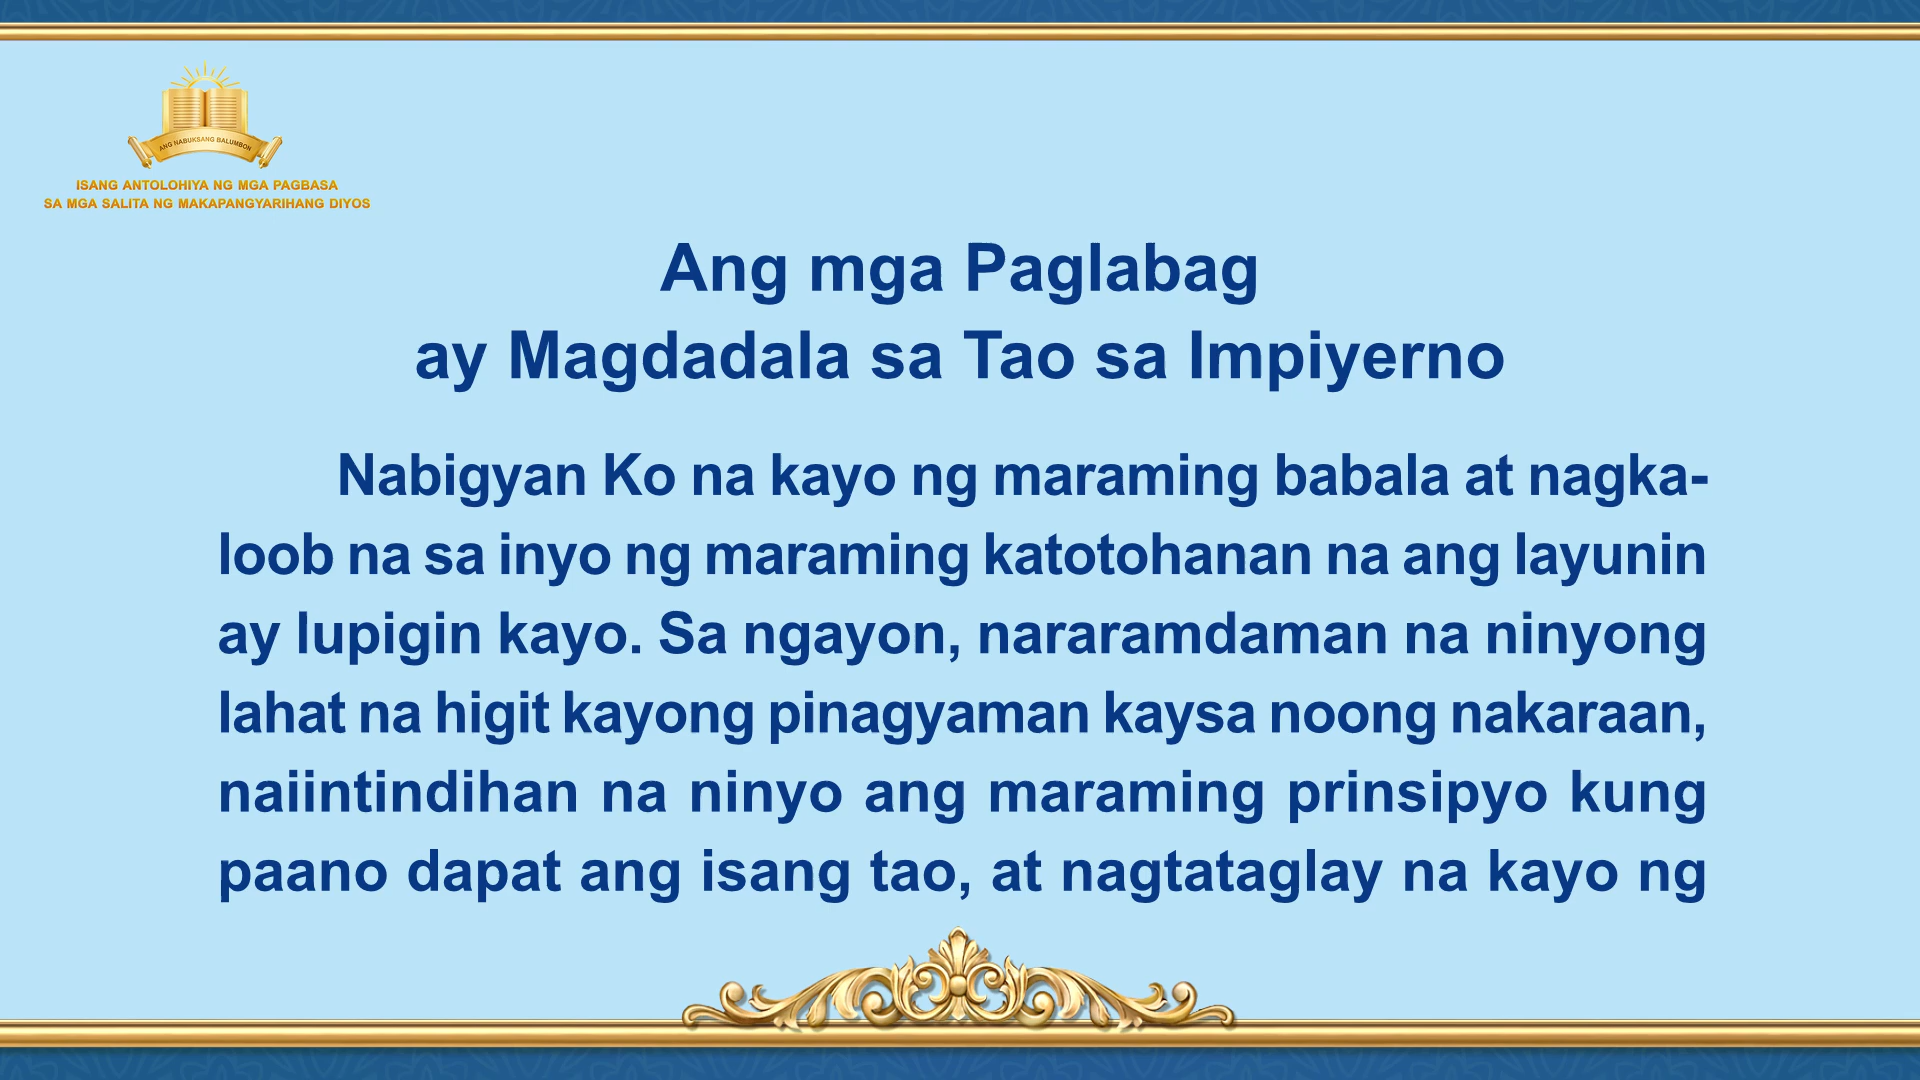 ANG NABUKSANG BALUMBON
ISANG ANTOLOHIYA NG MGA PAGBASA
SA MGA SALITA NG MAKAPANGYARIHANG DIYOS
Ang mga Paglabag
ay Magdadala sa Tao sa Impiyerno
Nabigyan Ko na kayo ng maraming babala at nagka-
loob na sa inyo ng maraming katotohanan na ang layunin
ay lupigin kayo. Sa ngayon, nararamdaman na ninyong
lahat na higit kayong pinagyaman kaysa noong nakaraan,
naiintindihan na ninyo ang maraming prinsipyo kung
paano dapat ang isang tao, at nagtataglay na kayo ng